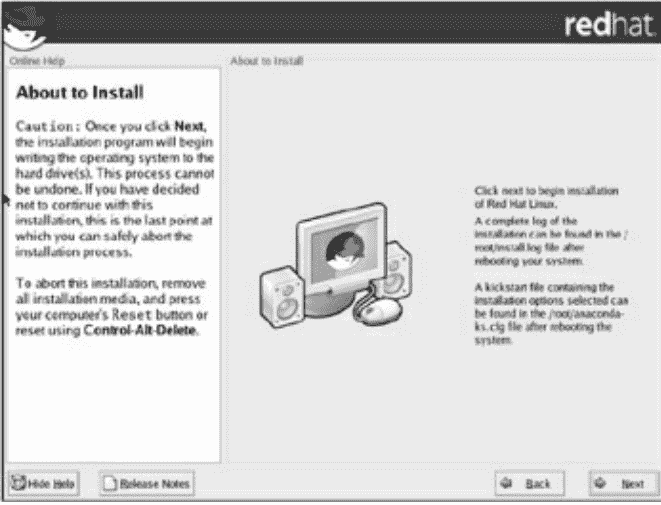 redhat
Online Help
About to Install
About to Install
Caution: Once you click Next,
the installation program will begin
writing the operating system to the
hard drive(s). This process cannot
be undone. If you have decided
not to continue with this
installation, this is the last point at
which you can safely abort the
installation process.
To abort this installation, remove
all installation media, and press
your computer's Reset button or
reset using Control-Alt-Delete.
Click next to begin installation
of Red Hat Linux.
A complete log of the
installation can be found in the /
root/install.log file after
rebooting your system.
A kickstart file containing the
installation options selected can
be found in the /root/anaconda-
ks.cfg file after rebooting the
system.
Hide Help
Release Notes
Back
Next